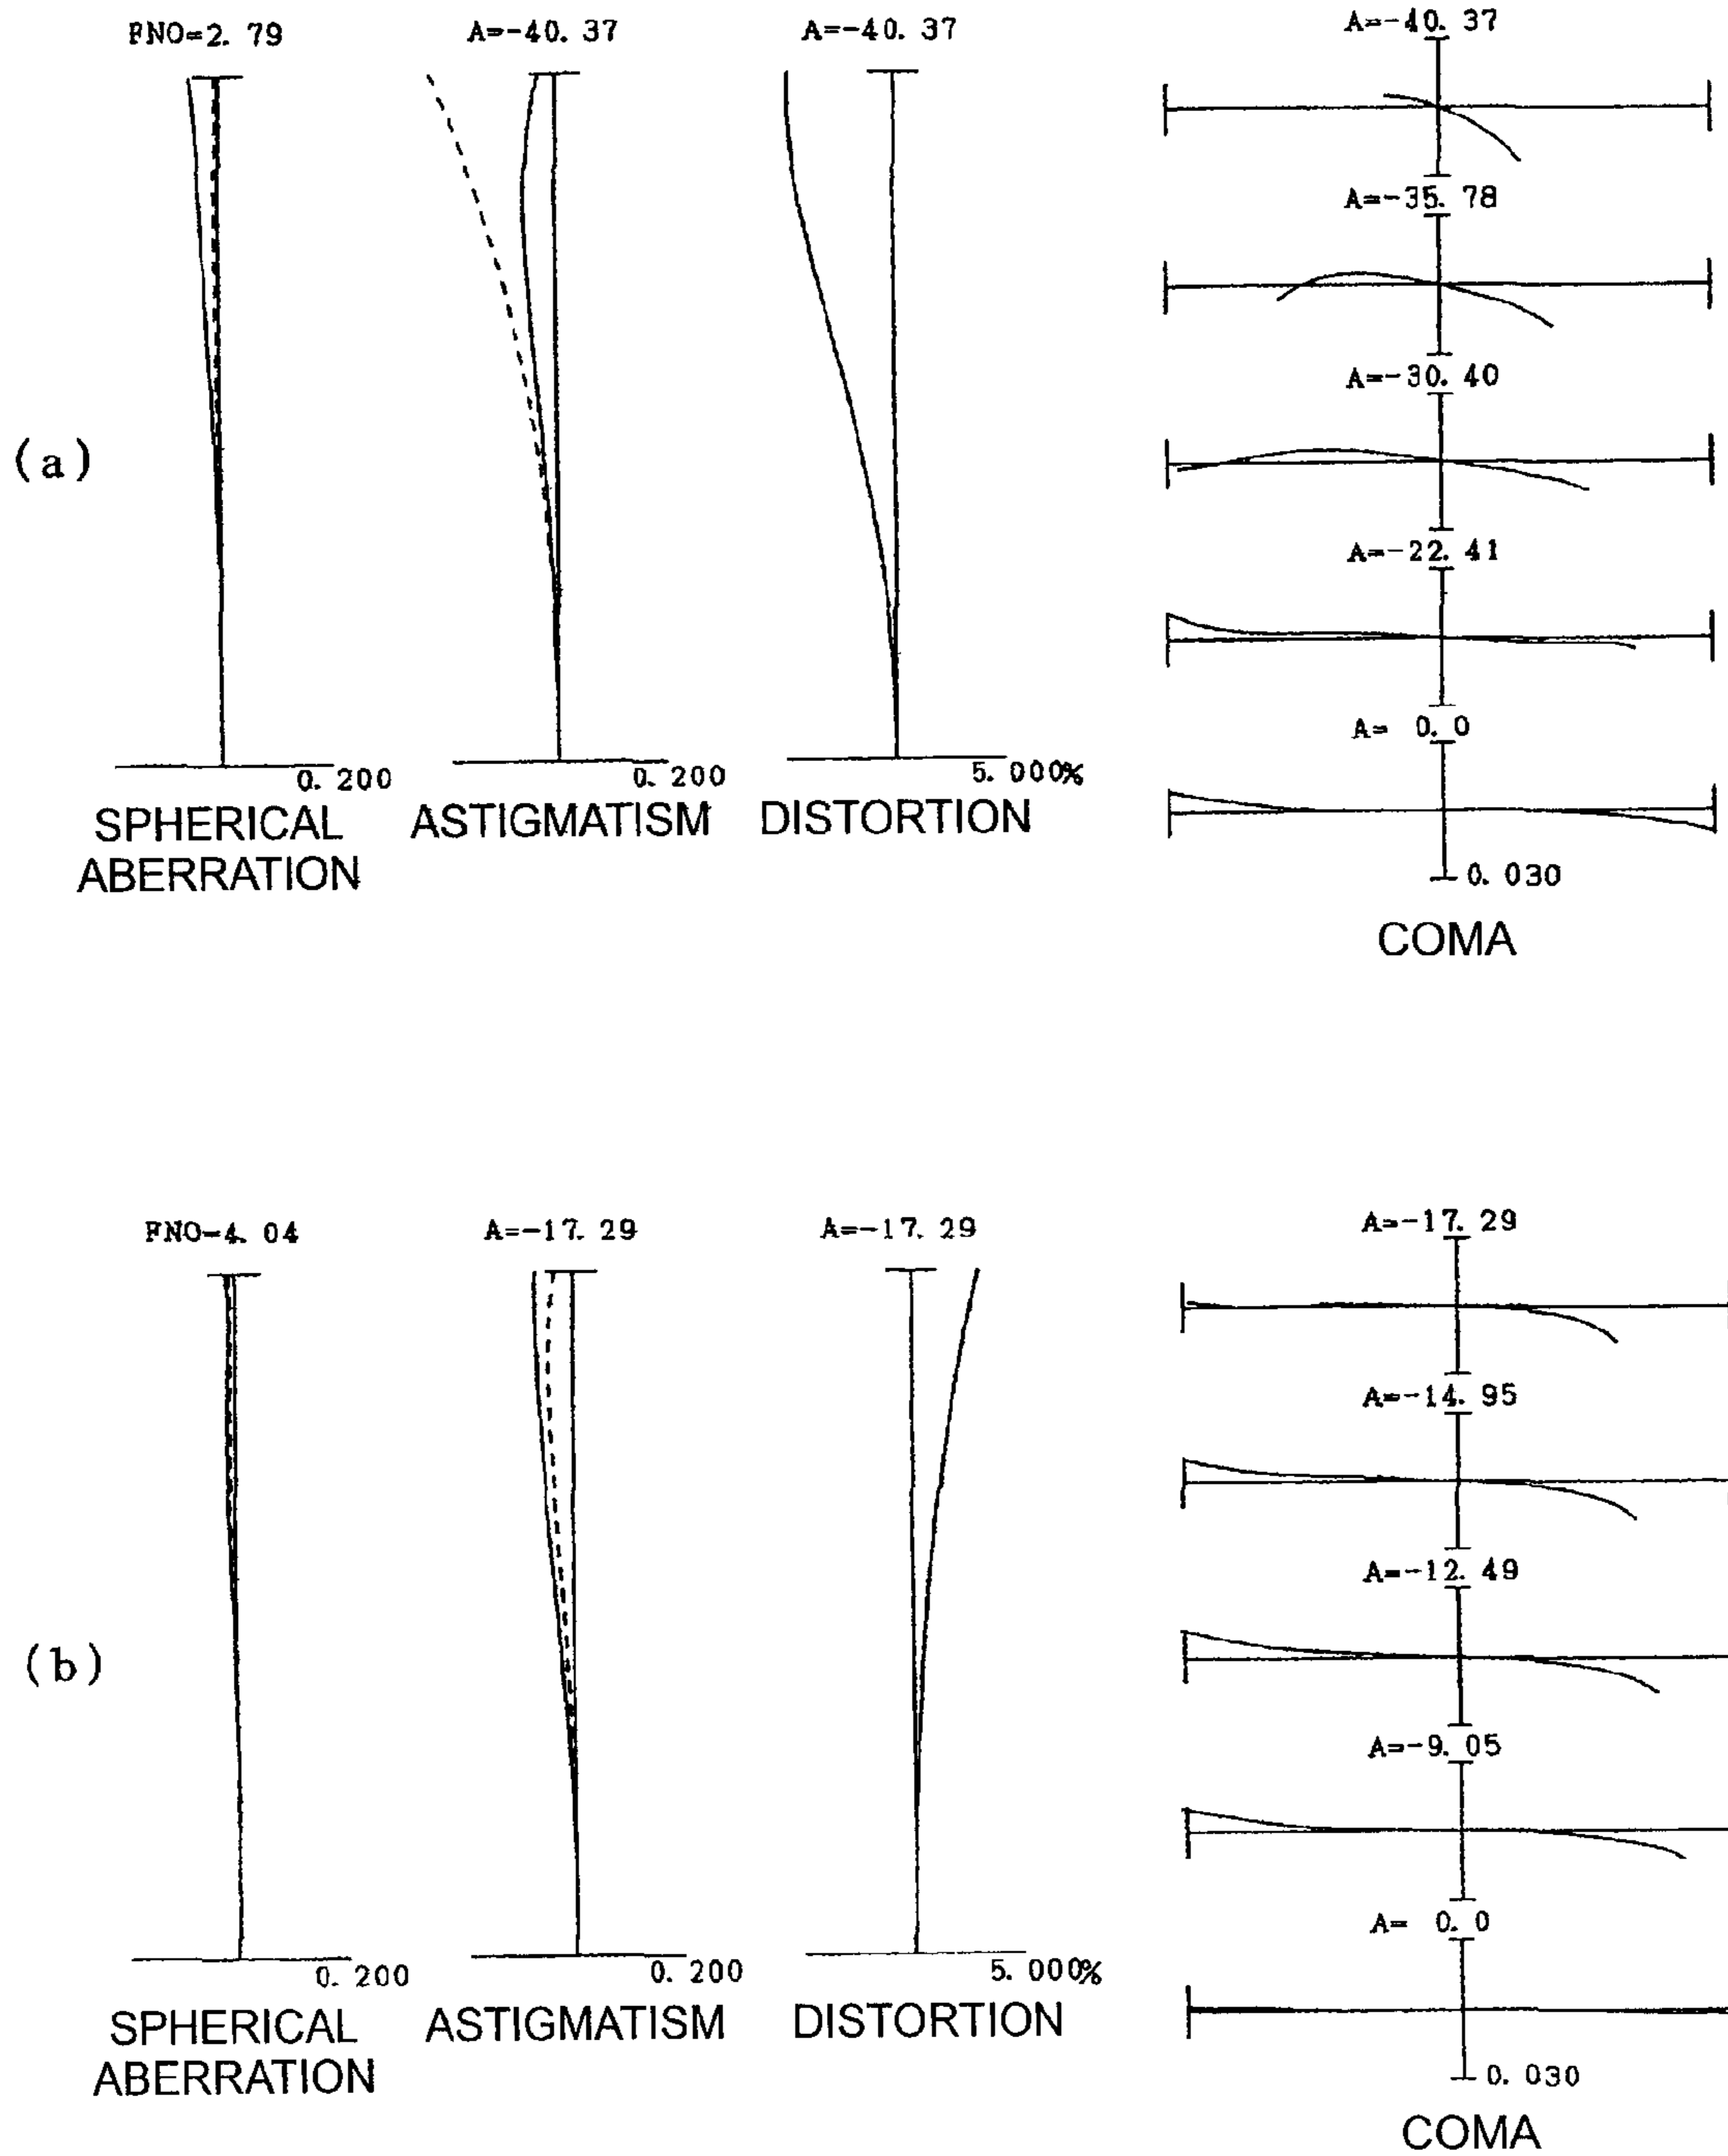 FNO=2. 79
A=-40. 37
A=-40. 37
A=-40. 37
A=-35. 78
A=-30. 40
(a)
A=-22. 41
A= 0. 0
0. 200
0. 200
5. 000%
SPHERICAL
ABERRATION
ASTIGMATISM
DISTORTION
0. 030
COMA
FNO=4. 04
A=-17. 29
A=-17. 29
A=-17. 29
A=-14. 95
A=-12. 49
(b)
A=-9. 05
A= 0. 0
0. 200
0. 200
5. 000%
SPHERICAL
ABERRATION
ASTIGMATISM
DISTORTION
0. 030
COMA